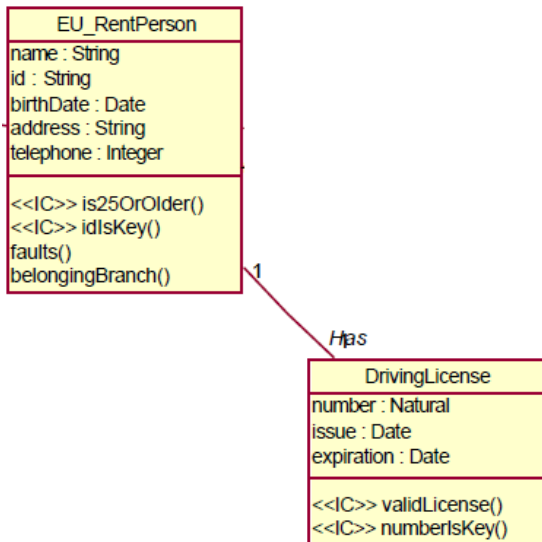 EU_RentPerson
name : String
id : String
birthDate : Date
address : String
telephone : Integer
<<IC>> is25OrOlder()
<<IC>> idIsKey()
faults()
belongingBranch()
1
Has
DrivingLicense
number : Natural
issue : Date
expiration : Date
<<IC>> validLicense()
<<IC>> numberIsKey()